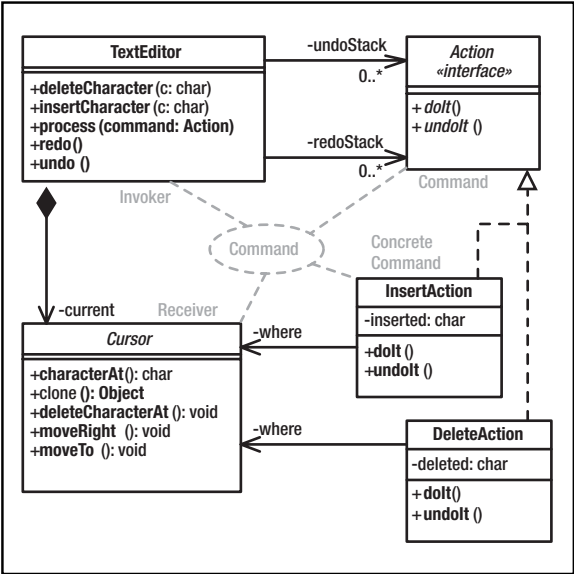 TextEditor
+deleteCharacter (c: char)
+insertCharacter (c: char)
+process (command: Action)
+redo ()
+undo ()
-undoStack
0..*
-redoStack
0..*
Action
«interface»
+ doIt()
+ undoIt ()
Invoker
Command
Command
Concrete
Command
Receiver
-current
Cursor
+characterAt(): char
+clone (): Object
+deleteCharacterAt (): void
+moveRight (): void
+moveTo (): void
-where
InsertAction
-inserted: char
+doIt ()
+undoIt ()
-where
DeleteAction
-deleted: char
+ doIt()
+ undoIt ()